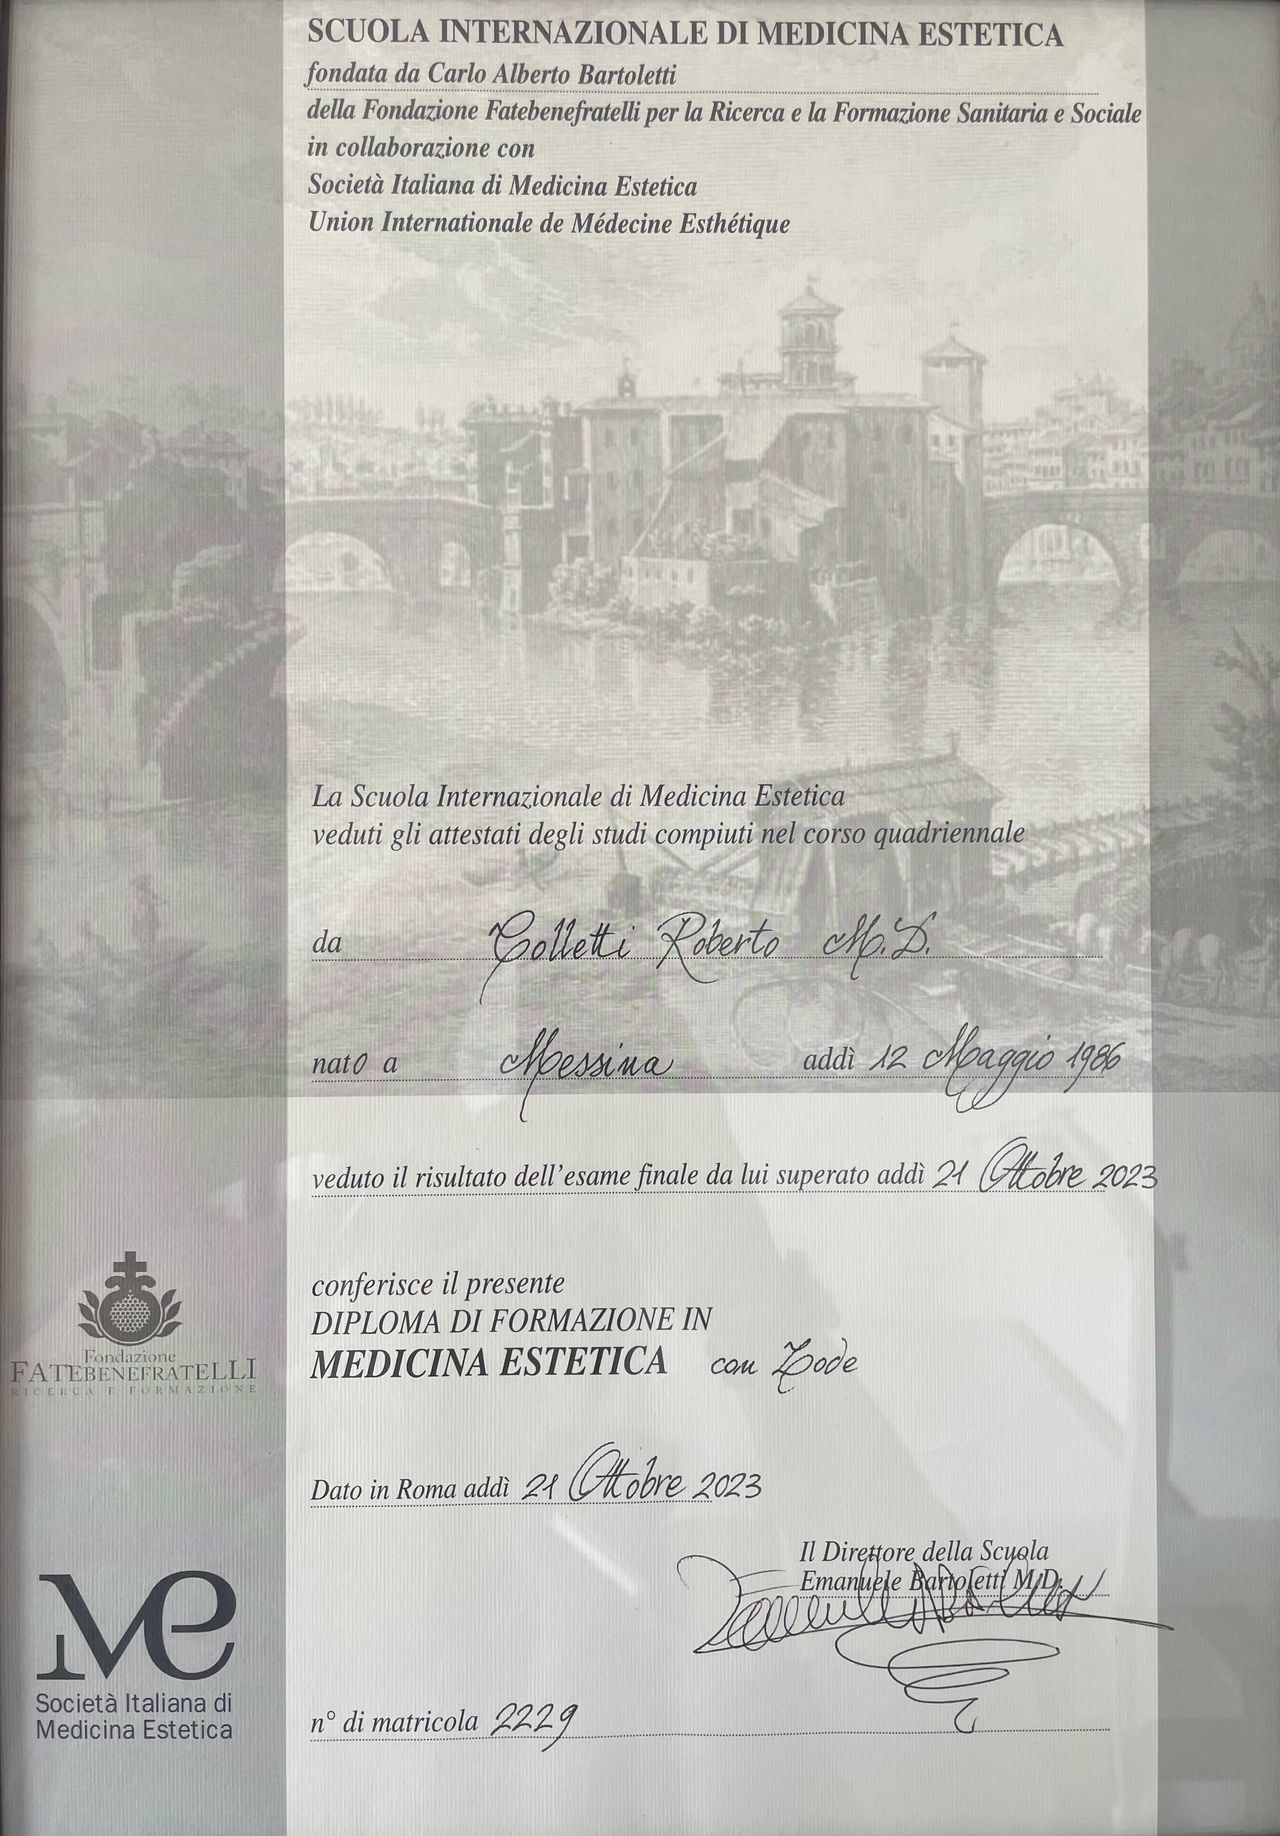 SCUOLA INTERNAZIONALE DI MEDICINA ESTETICA
fondata da Carlo Alberto Bartoletti
della Fondazione Fatebenefratelli per la Ricerca e la Formazione Sanitaria e Sociale
in collaborazione con
Società Italiana di Medicina Estetica
Union Internationale de Médecine Esthétique
La Scuola Internazionale di Medicina Estetica
veduti gli attestati degli studi compiuti nel corso quadriennale
da Colletti Roberto M.D.
nato a Messina addì 12 Maggio 1986
veduto il risultato dell'esame finale da lui superato addì 21 Ottobre 2023
conferisce il presente
DIPLOMA DI FORMAZIONE IN
MEDICINA ESTETICA con Lode
Fondazione
FATEBENEFRATELLI
RICERCA E FORMAZIONE
Dato in Roma addì 21 Ottobre 2023
Il Direttore della Scuola
Emanuele Bartoletti M.D.
me
Società Italiana di
Medicina Estetica
n° di matricola 2229